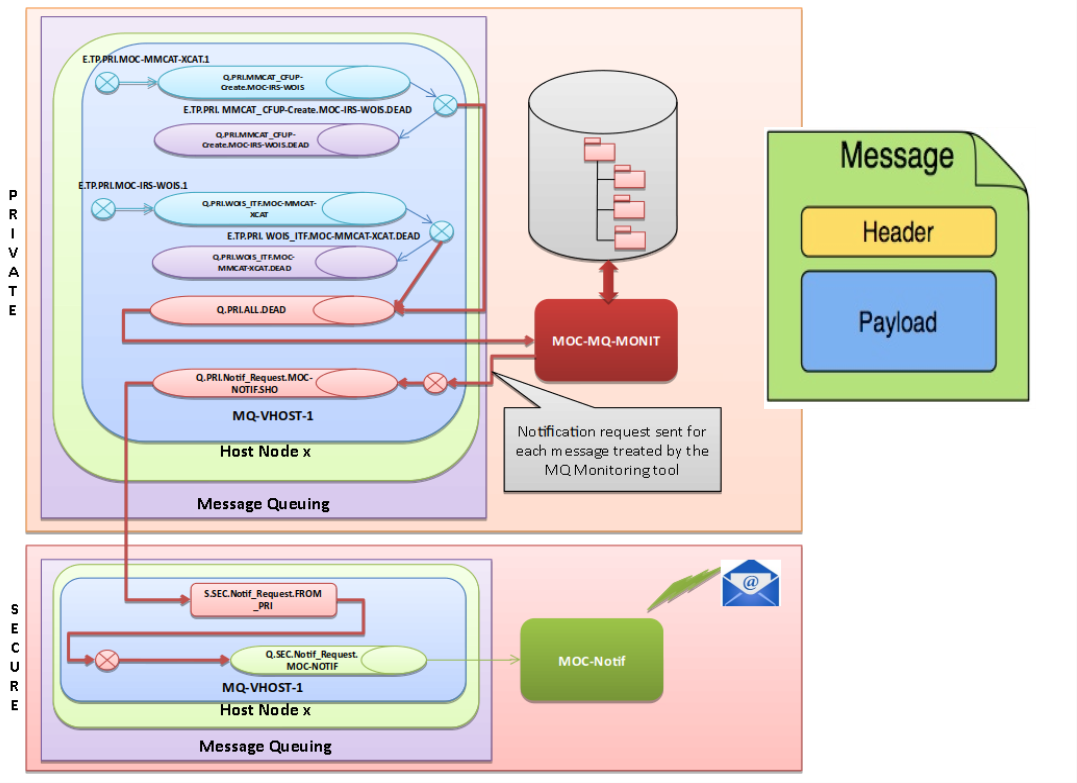 PRIVATE
E.TP.PRI.MOC-MMCAT-XCAT.1
Q.PRI.MMCAT_CFUP-
Create.MOC-IRS-WOIS
E.TP.PRI. MMCAT_CFUP-Create.MOC-IRS-WOIS.DEAD
Q.PRI.MMCAT_CFUP-
Create.MOC-IRS-WOIS.DEAD
E.TP.PRI.MOC-IRS-WOIS.1
Q.PRI.WOIS_ITF.MOC-MMCAT-
XCAT
E.TP.PRI. WOIS_ITF.MOC-MMCAT-XCAT.DEAD
Q.PRI.WOIS_ITF.MOC-
MMCAT-XCAT.DEAD
Q.PRI.ALL.DEAD
Q.PRI.Notif_Request.MOC-
NOTIF.SHO
MQ-VHOST-1
Host Node x
Message Queuing
MOC-MQ-MONIT
Notification request sent for
each message treated by the
MQ Monitoring tool
Message
Header
Payload
SECURE
S.SEC.Notif_Request.FROM
_PRI
Q.SEC.Notif_Request.
MOC-NOTIF
MQ-VHOST-1
Host Node x
Message Queuing
MOC-Notif
@